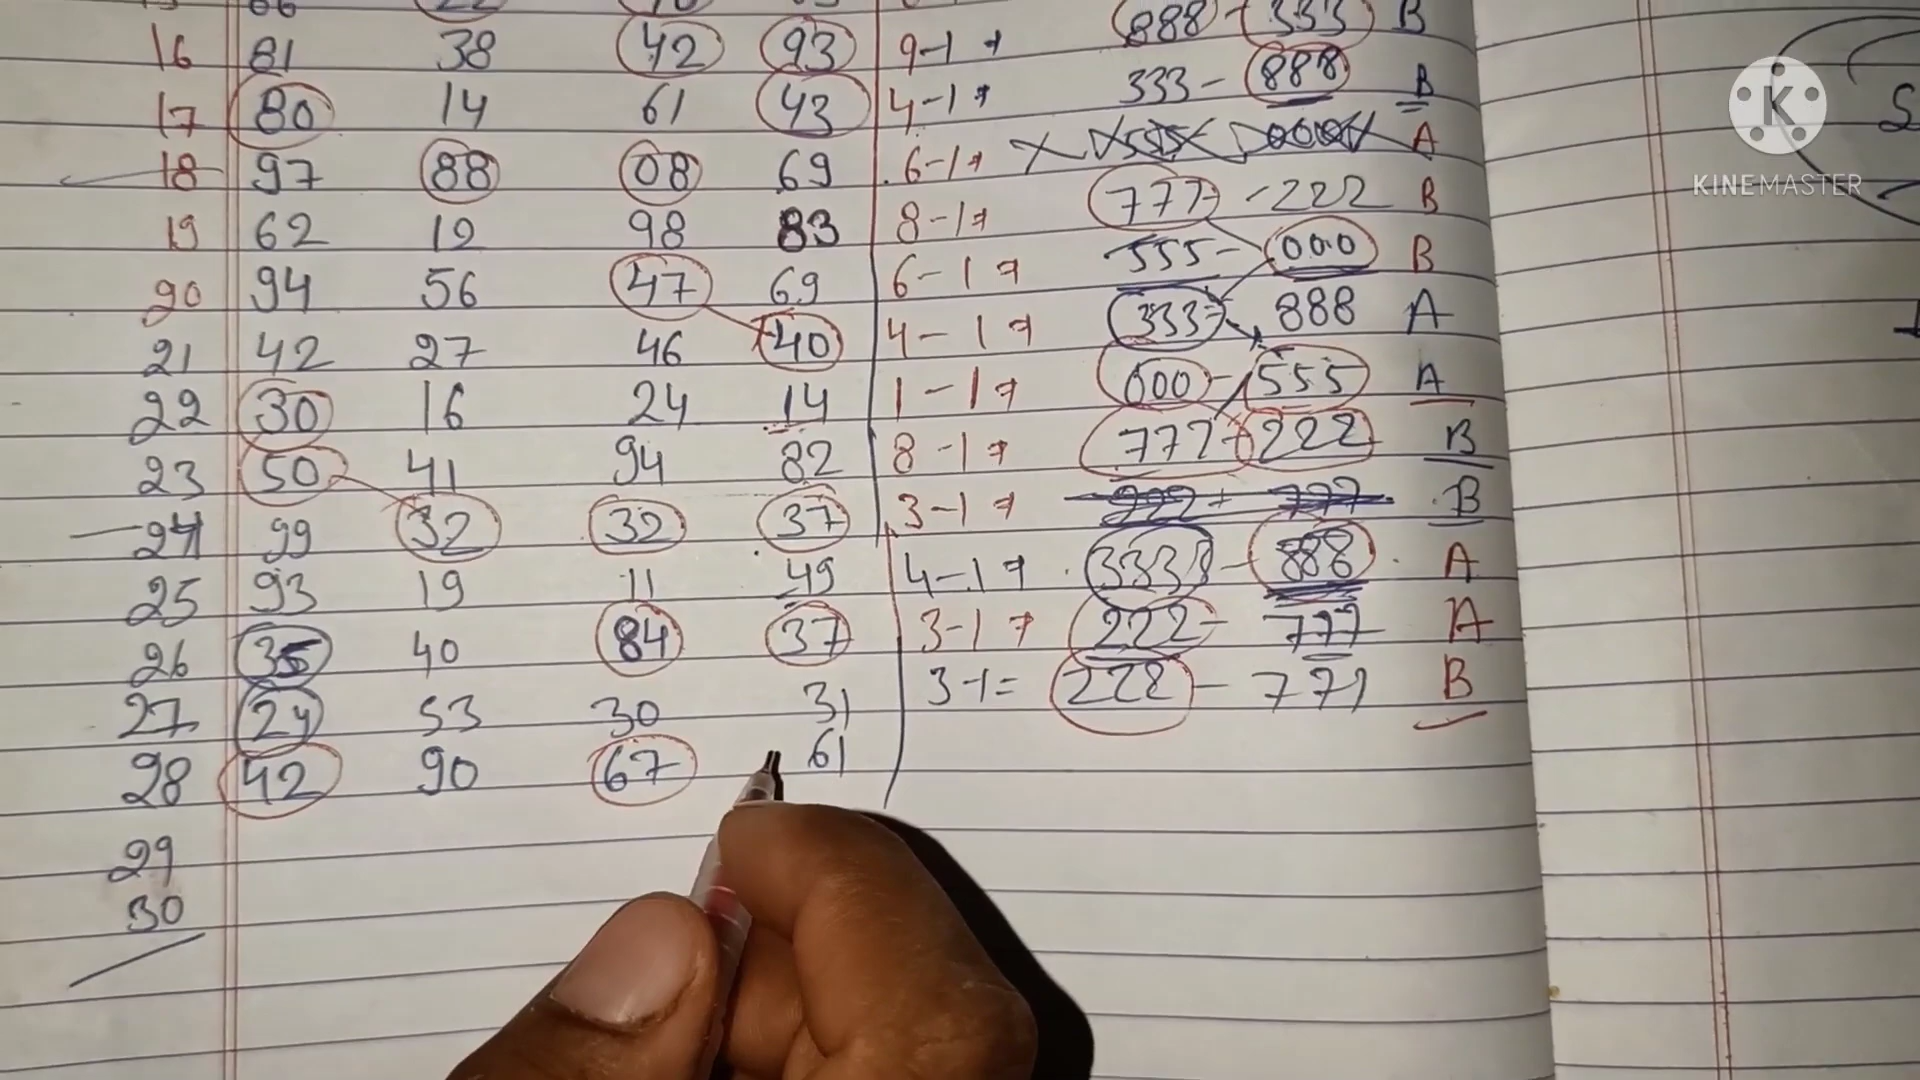 888 - 333 B
16 81 38 42 93 9-1 → 333 - 888 B
17 80 14 61 43 4-1 → A
18 97 88 08 69 6-1 → 777 - 222 B
19 62 12 98 83 8-1 → 555 - 000 B
20 94 56 47 69 6-1 → 333 - 888 A
21 42 27 46 40 4-1 → 000 - 555 A
22 30 16 24 14 1-1 → 777 - 222 B
23 50 41 94 82 8-1 → 222 + 777 B
24 99 32 32 37 3-1 → 333 - 888 A
25 93 19 11 49 4-1 → 222 - 777 A
26 40 84 37 3-1 → 222 - 777 B
27 24 53 30 31 3-1=
28 42 90 67 61
29
30
K
KINEMASTER